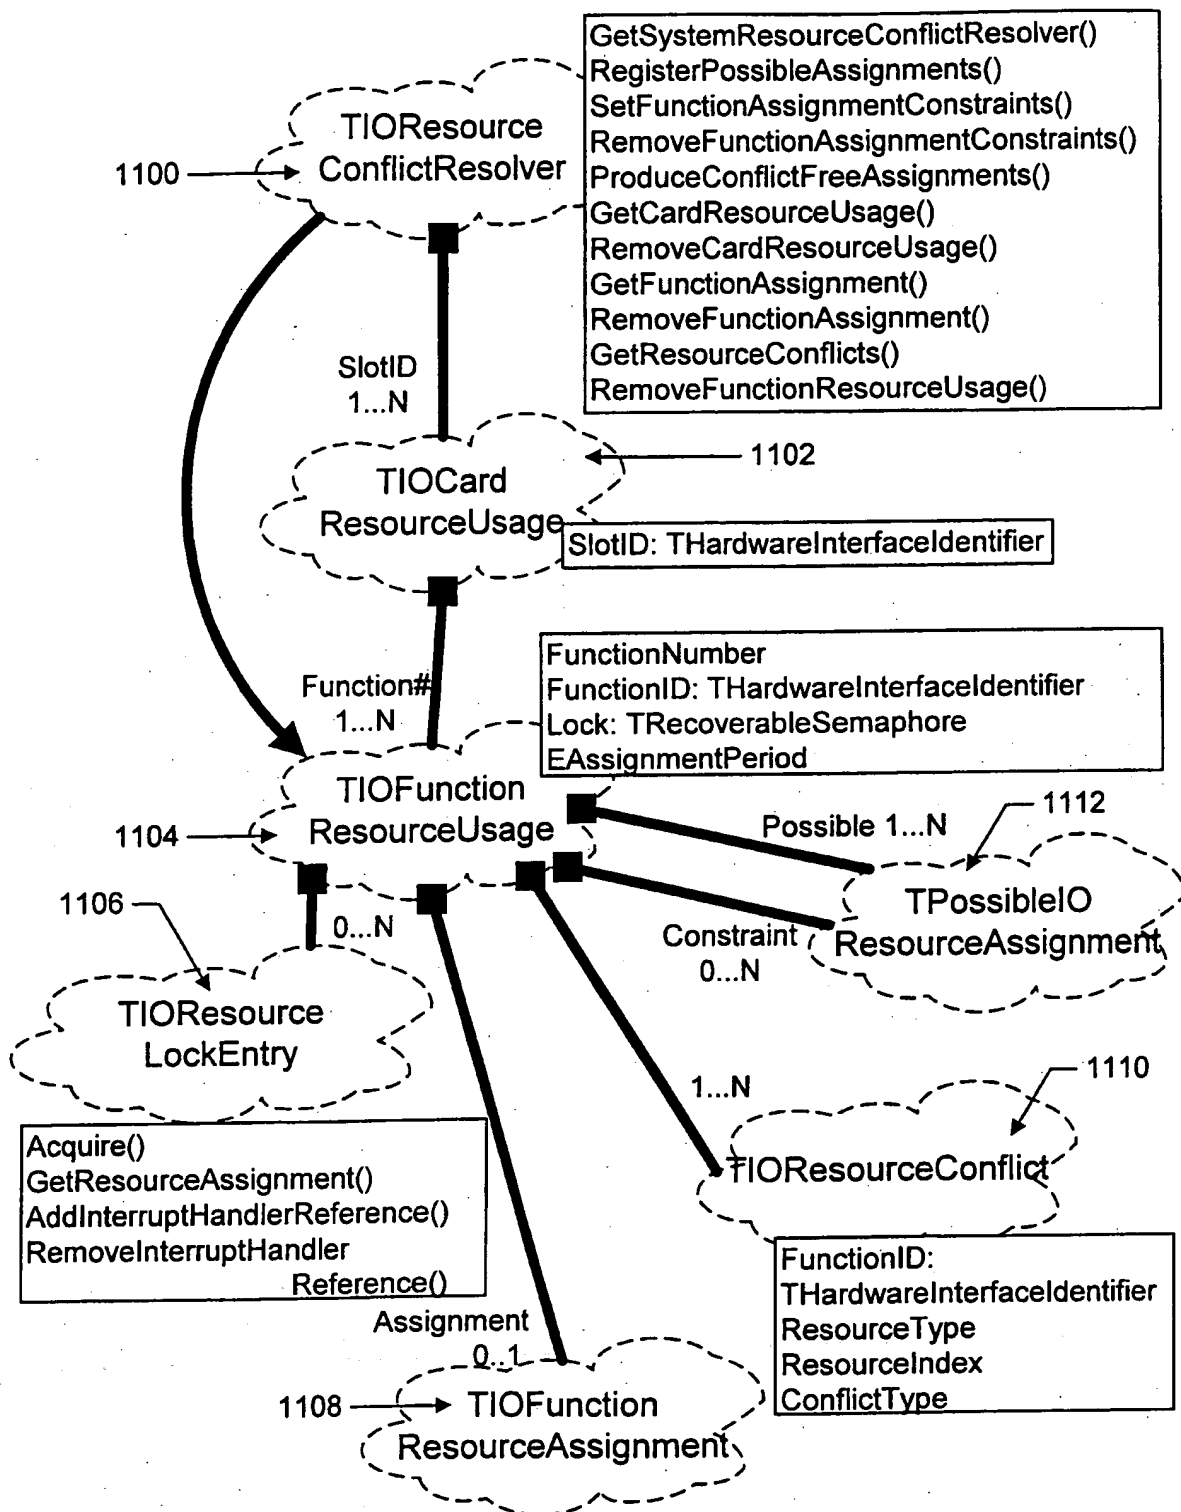 GetSystemResourceConflictResolver()
RegisterPossibleAssignments()
SetFunctionAssignmentConstraints()
RemoveFunctionAssignmentConstraints()
ProduceConflictFreeAssignments()
GetCardResourceUsage()
RemoveCardResourceUsage()
GetFunctionAssignment()
RemoveFunctionAssignment()
GetResourceConflicts()
RemoveFunctionResourceUsage()
TIOResource
ConflictResolver
1100
SlotID
1...N
1102
TIOCard
ResourceUsage
SlotID: THardwareInterfaceIdentifier
Function#
1...N
FunctionNumber
FunctionID: THardwareInterfaceIdentifier
Lock: TRecoverableSemaphore
EAssignmentPeriod
TIOFunction
ResourceUsage
1104
Possible 1...N
1112
TPossibleIO
ResourceAssignment
Constraint
0...N
1106
0...N
TIOResource
LockEntry
Acquire()
GetResourceAssignment()
AddInterruptHandlerReference()
RemoveInterruptHandler
Reference()
1...N
1110
TIOResourceConflict
FunctionID:
THardwareInterfaceIdentifier
ResourceType
ResourceIndex
ConflictType
Assignment
0..1
1108
TIOFunction
ResourceAssignment